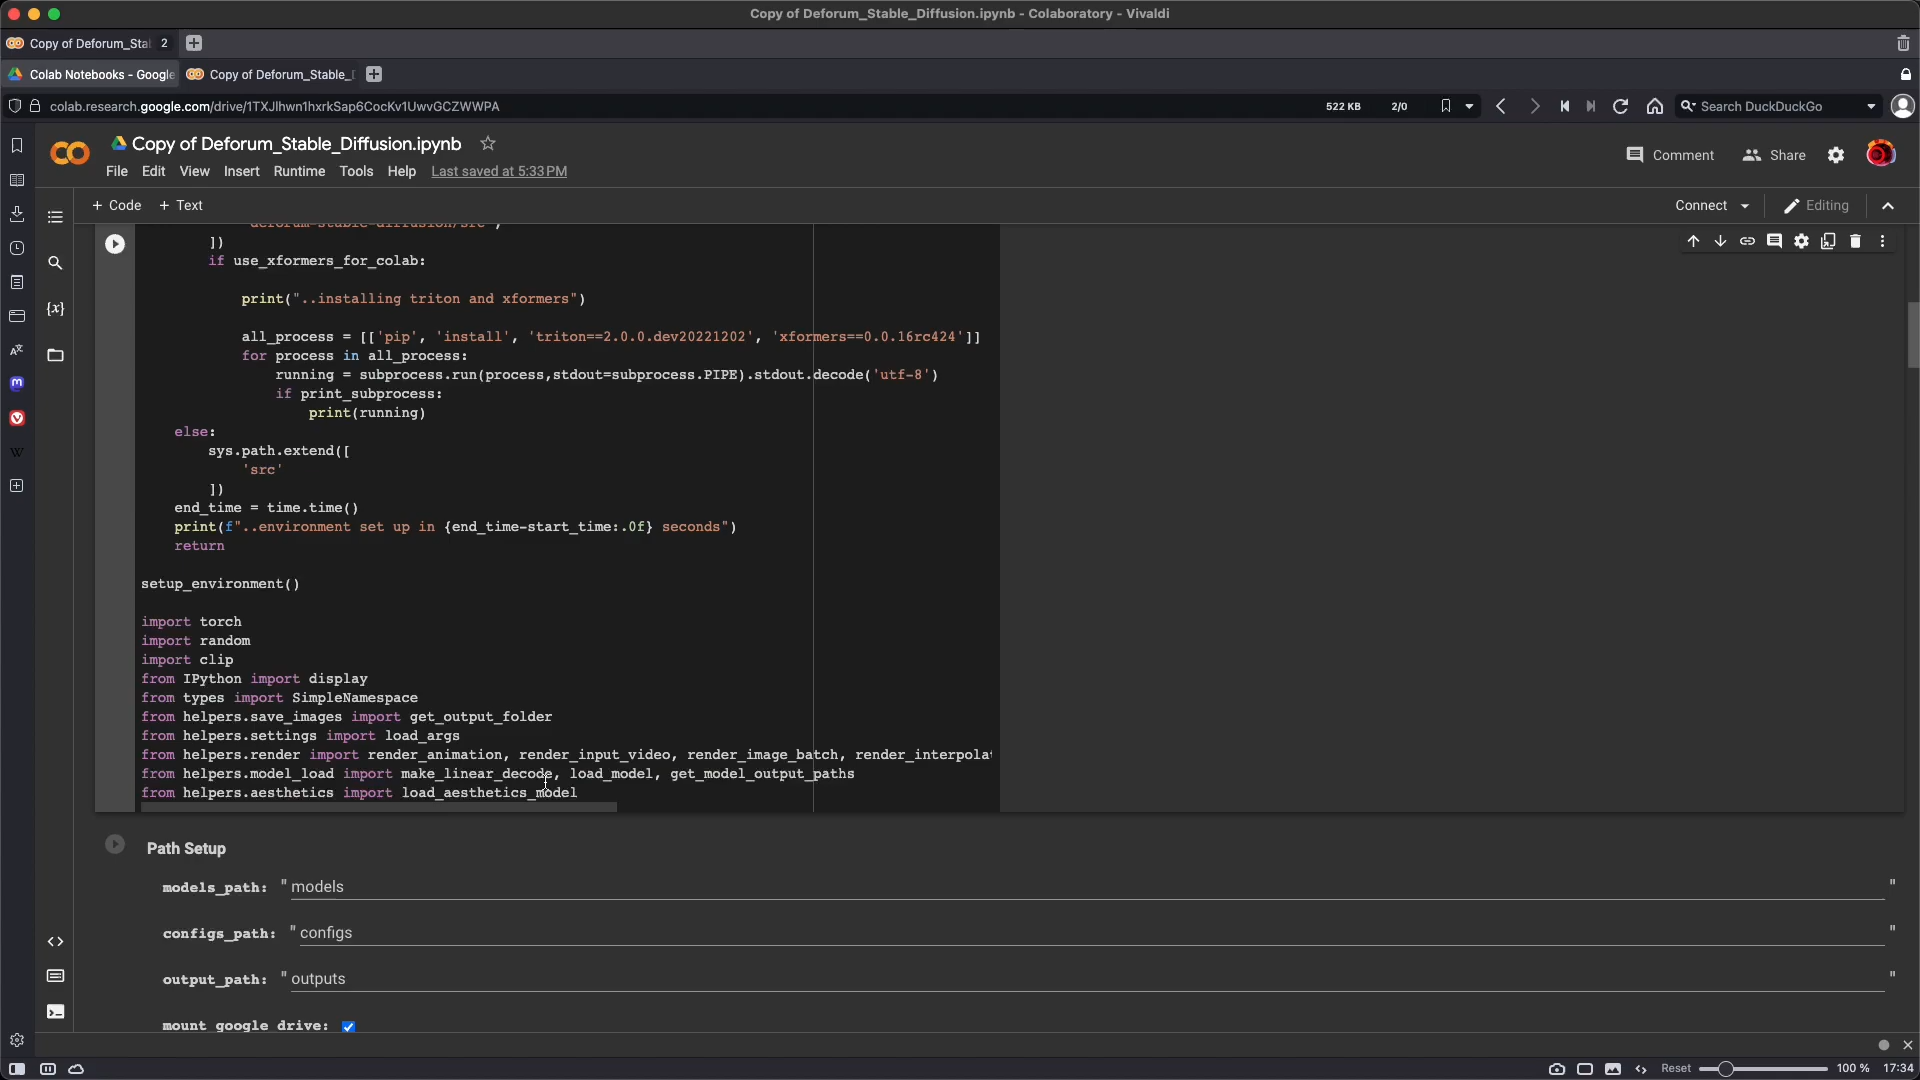 Copy of Deforum_Stable_Diffusion.ipynb - Colaboratory - Vivaldi
Copy of Deforum_Sta 2
Colab Notebooks - Google
Copy of Deforum_Stable_
colab.research.google.com/drive/1TXJlhwn1hxrkSap6CocKv1UwvGCZWWPA
522 KB 2/0
Search DuckDuckGo
Copy of Deforum_Stable_Diffusion.ipynb
Comment Share
File Edit View Insert Runtime Tools Help Last saved at 5:33 PM
+ Code + Text
Connect Editing
"deforum-stable-diffusion/src",
])
if use_xformers_for_colab:
print("..installing triton and xformers")
all_process = [['pip', 'install', 'triton==2.0.0.dev20221202', 'xformers==0.0.16rc424']]
for process in all_process:
running = subprocess.run(process,stdout=subprocess.PIPE).stdout.decode('utf-8')
if print_subprocess:
print(running)
else:
sys.path.extend([
'src'
])
end_time = time.time()
print(f"..environment set up in {end_time-start_time:.0f} seconds")
return
setup_environment()
import torch
import random
import clip
from IPython import display
from types import SimpleNamespace
from helpers.save_images import get_output_folder
from helpers.settings import load_args
from helpers.render import render_animation, render_input_video, render_image_batch, render_interpolat
from helpers.model_load import make_linear_decode, load_model, get_model_output_paths
from helpers.aesthetics import load_aesthetics_model
Path Setup
models_path: " models "
configs_path: " configs "
output_path: " outputs "
mount_google_drive:
Reset 100 % 17:34